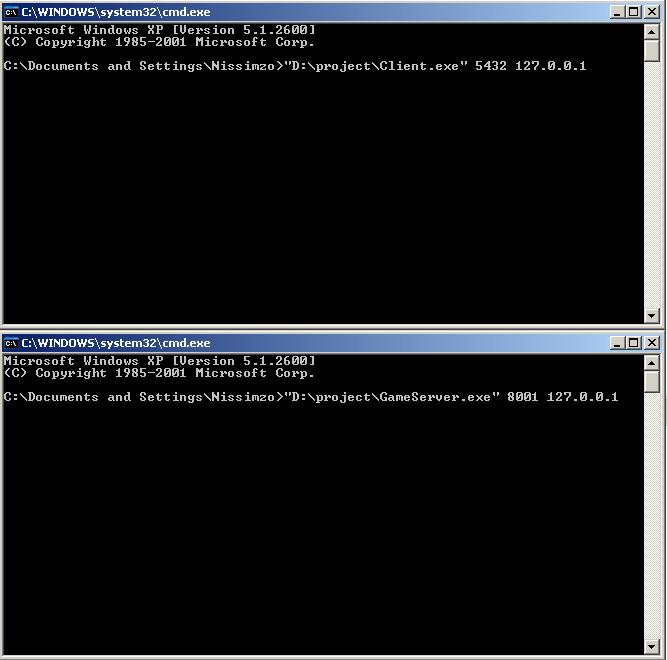 C:\WINDOWS\system32\cmd.exe
Microsoft Windows XP [Version 5.1.2600]
(C) Copyright 1985-2001 Microsoft Corp.
C:\Documents and Settings\Nissimzo>"D:\project\Client.exe" 5432 127.0.0.1
C:\WINDOWS\system32\cmd.exe
Microsoft Windows XP [Version 5.1.2600]
(C) Copyright 1985-2001 Microsoft Corp.
C:\Documents and Settings\Nissimzo>"D:\project\GameServer.exe" 8001 127.0.0.1